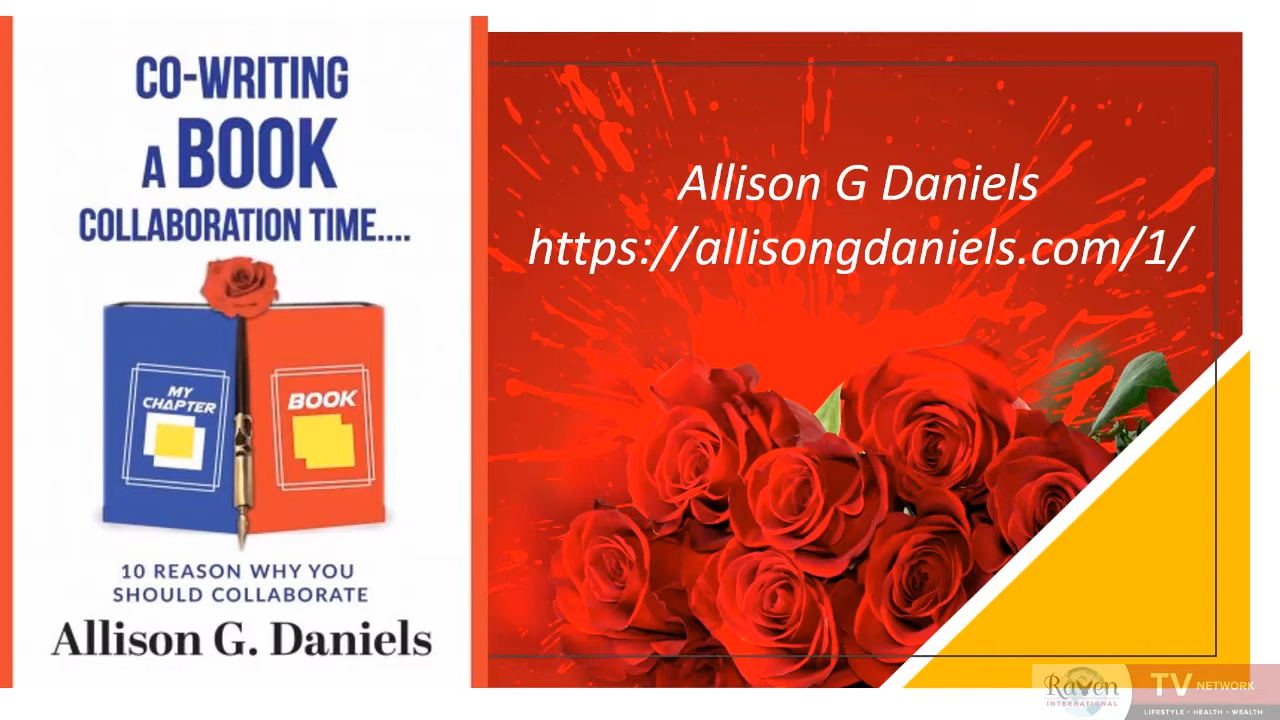 CO-WRITING
A BOOK
COLLABORATION TIME....
MY
CHAPTER
BOOK
10 REASON WHY YOU
SHOULD COLLABORATE
Allison G. Daniels
Allison G Daniels
https://allisongdaniels.com/1/
Raven
INTERNATIONAL
TV NETWORK
LIFESTYLE • HEALTH • WEALTH